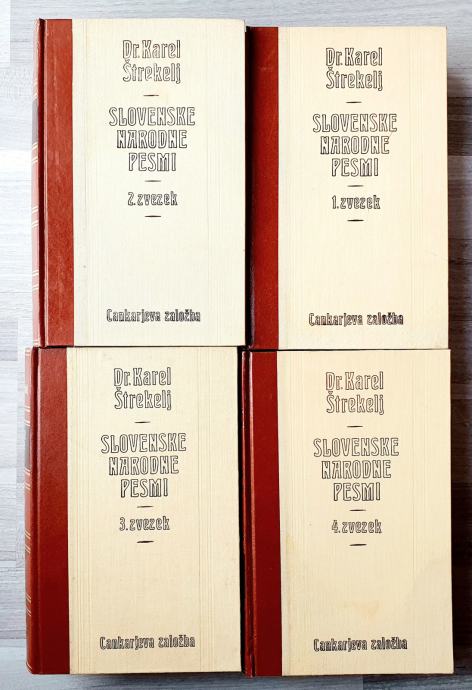 Dr. Karel
Štrekelj
SLOVENSKE
NARODNE
PESMI
2. zvezek
Cankarjeva založba
Dr. Karel
Štrekelj
SLOVENSKE
NARODNE
PESMI
1. zvezek
Cankarjeva založba
Dr. Karel
Štrekelj
SLOVENSKE
NARODNE
PESMI
3. zvezek
Cankarjeva založba
Dr. Karel
Štrekelj
SLOVENSKE
NARODNE
PESMI
4. zvezek
Cankarjeva založba